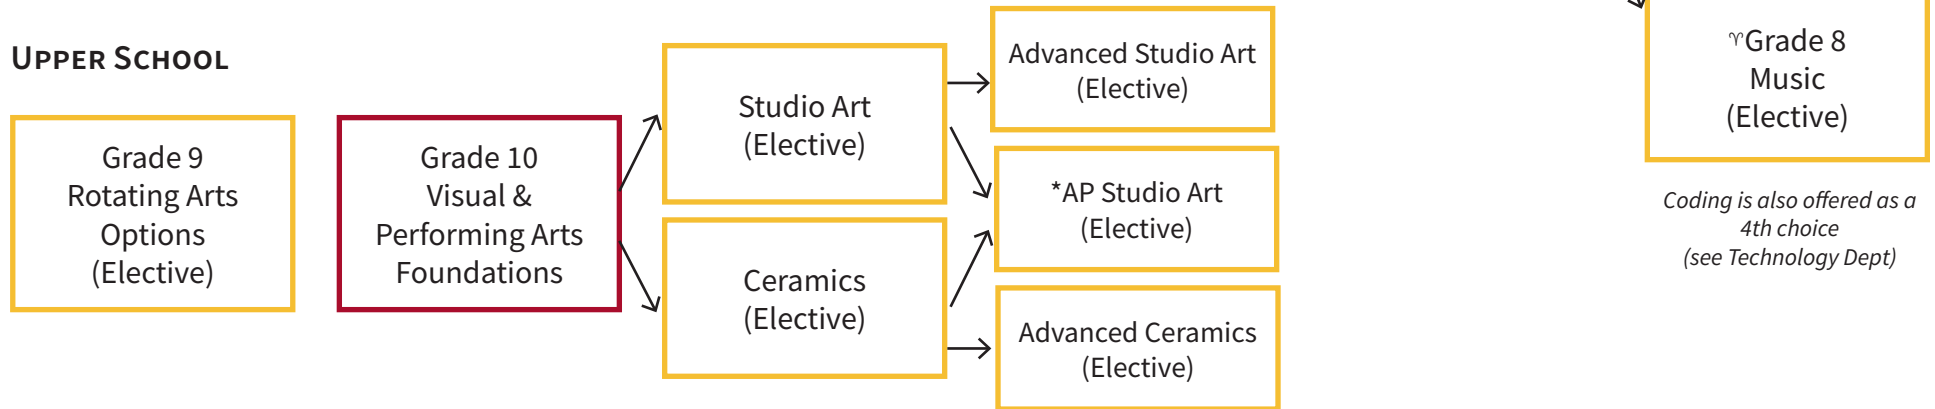 UPPER SCHOOL
Grade 9
Rotating Arts
Options
(Elective)
Grade 10
Visual &
Performing Arts
Foundations
Studio Art
(Elective)
Ceramics
(Elective)
Advanced Studio Art
(Elective)
*AP Studio Art
(Elective)
Advanced Ceramics
(Elective)
♈Grade 8
Music
(Elective)
Coding is also offered as a
4th choice
(see Technology Dept)